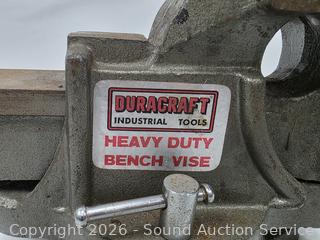 DURACRAFT
INDUSTRIAL TOOLS
HEAVY DUTY
BENCH VISE
Copyright 2026 - Sound Auction Service